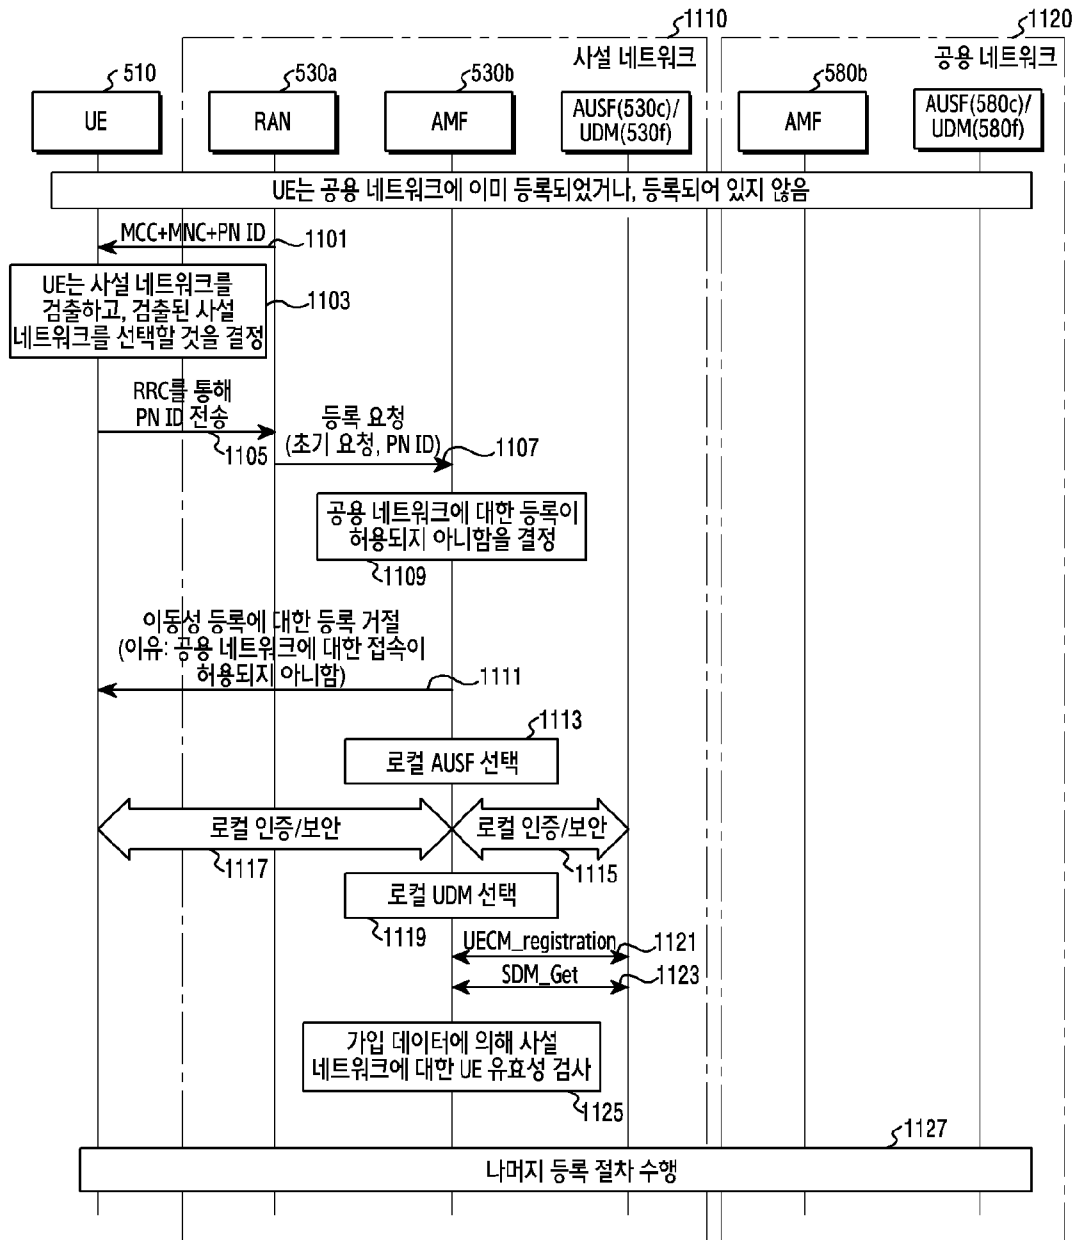 1110
1120
사설 네트워크
공용 네트워크
510
530a
530b
580b
UE
RAN
AMF
AUSF(530c)/
UDM(530f)
AMF
AUSF(580c)/
UDM(580f)
UE는 공용 네트워크에 이미 등록되었거나, 등록되어 있지 않음
MCC+MNC+PN ID
1101
UE는 사설 네트워크를
검출하고, 검출된 사설
네트워크를 선택할 것을 결정
1103
RRC를 통해
PN ID 전송
1105
등록 요청
(초기 요청, PN ID)
1107
공용 네트워크에 대한 등록이
허용되지 아니함을 결정
1109
이동성 등록에 대한 등록 거절
(이유: 공용 네트워크에 대한 접속이
허용되지 아니함)
1111
1113
로컬 AUSF 선택
로컬 인증/보안
로컬 인증/보안
1117
1115
로컬 UDM 선택
1119
UECM_registration
1121
SDM_Get
1123
가입 데이터에 의해 사설
네트워크에 대한 UE 유효성 검사
1125
1127
나머지 등록 절차 수행